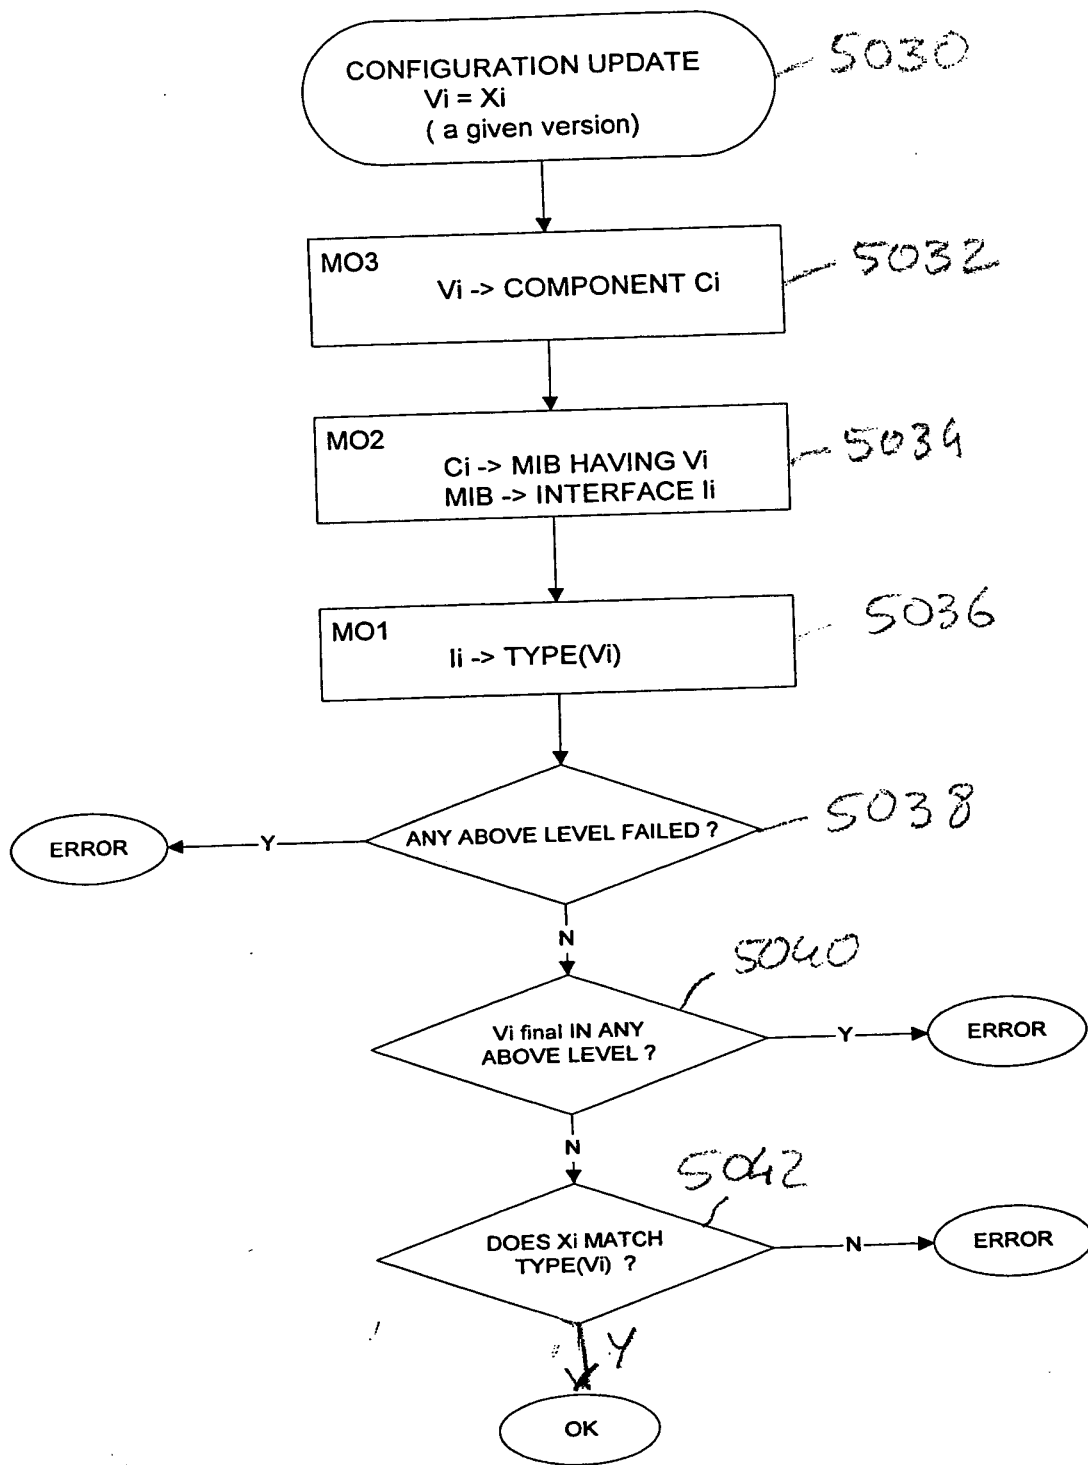 CONFIGURATION UPDATE
Vi = Xi
( a given version)
5030
MO3
Vi -> COMPONENT Ci
5032
MO2
Ci -> MIB HAVING Vi
MIB -> INTERFACE Ii
5034
MO1
Ii -> TYPE(Vi)
5036
ANY ABOVE LEVEL FAILED ?
5038
Y
ERROR
N
5040
Vi final IN ANY
ABOVE LEVEL ?
Y
ERROR
N
5042
DOES Xi MATCH
TYPE(Vi) ?
N
ERROR
Y
OK